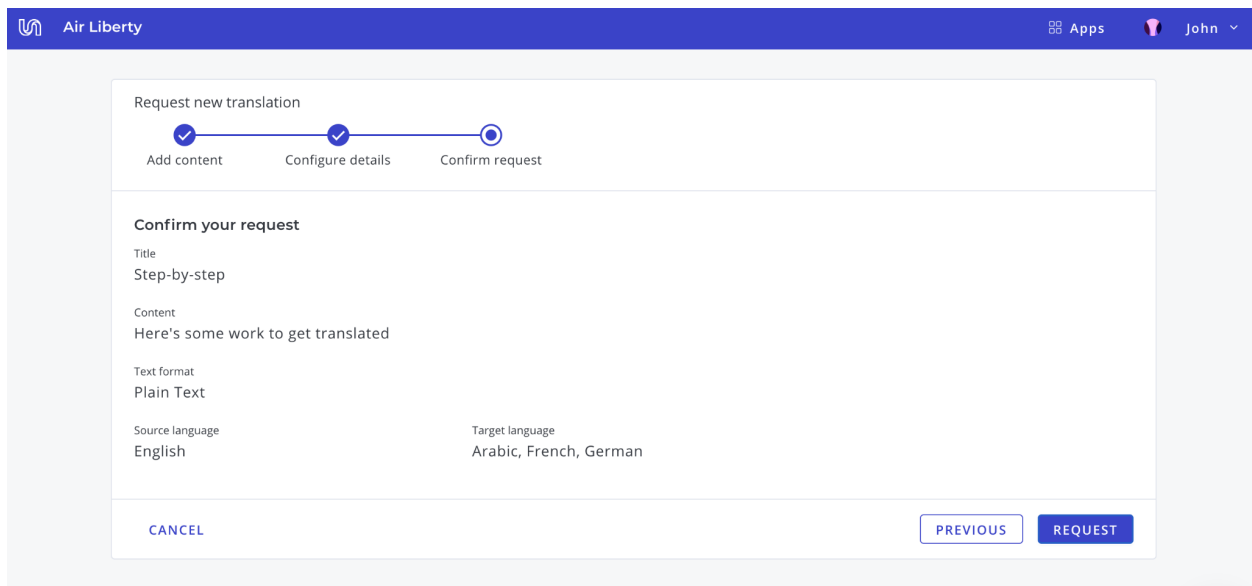 Air Liberty
Apps
John
Request new translation
Add content
Configure details
Confirm request
Confirm your request
Title
Step-by-step
Content
Here's some work to get translated
Text format
Plain Text
Source language
Target language
English
Arabic, French, German
CANCEL
PREVIOUS
REQUEST